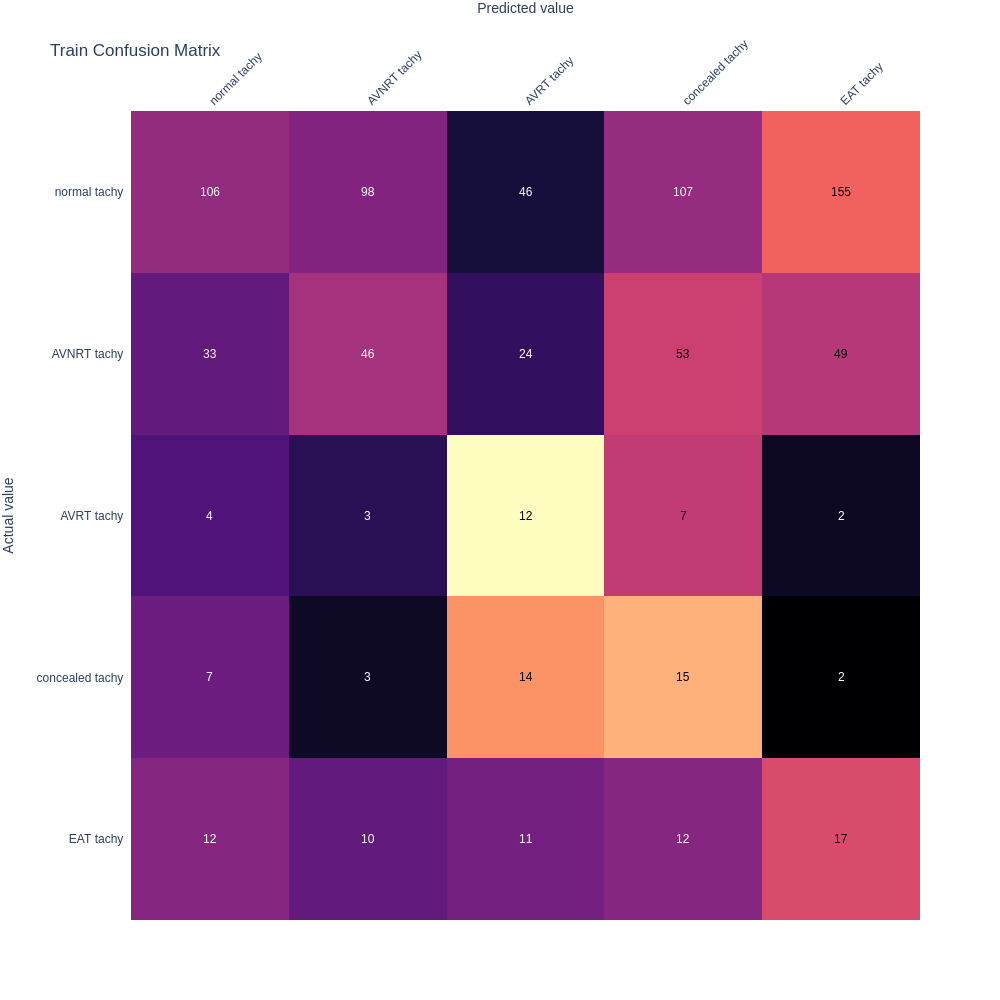 Predicted value
Train Confusion Matrix
normal tachy AVNRT tachy AVRT tachy concealed tachy EAT tachy
normal tachy 106 98 46 107 155
AVNRT tachy 33 46 24 53 49
AVRT tachy 4 3 12 7 2
concealed tachy 7 3 14 15 2
EAT tachy 12 10 11 12 17
Actual value